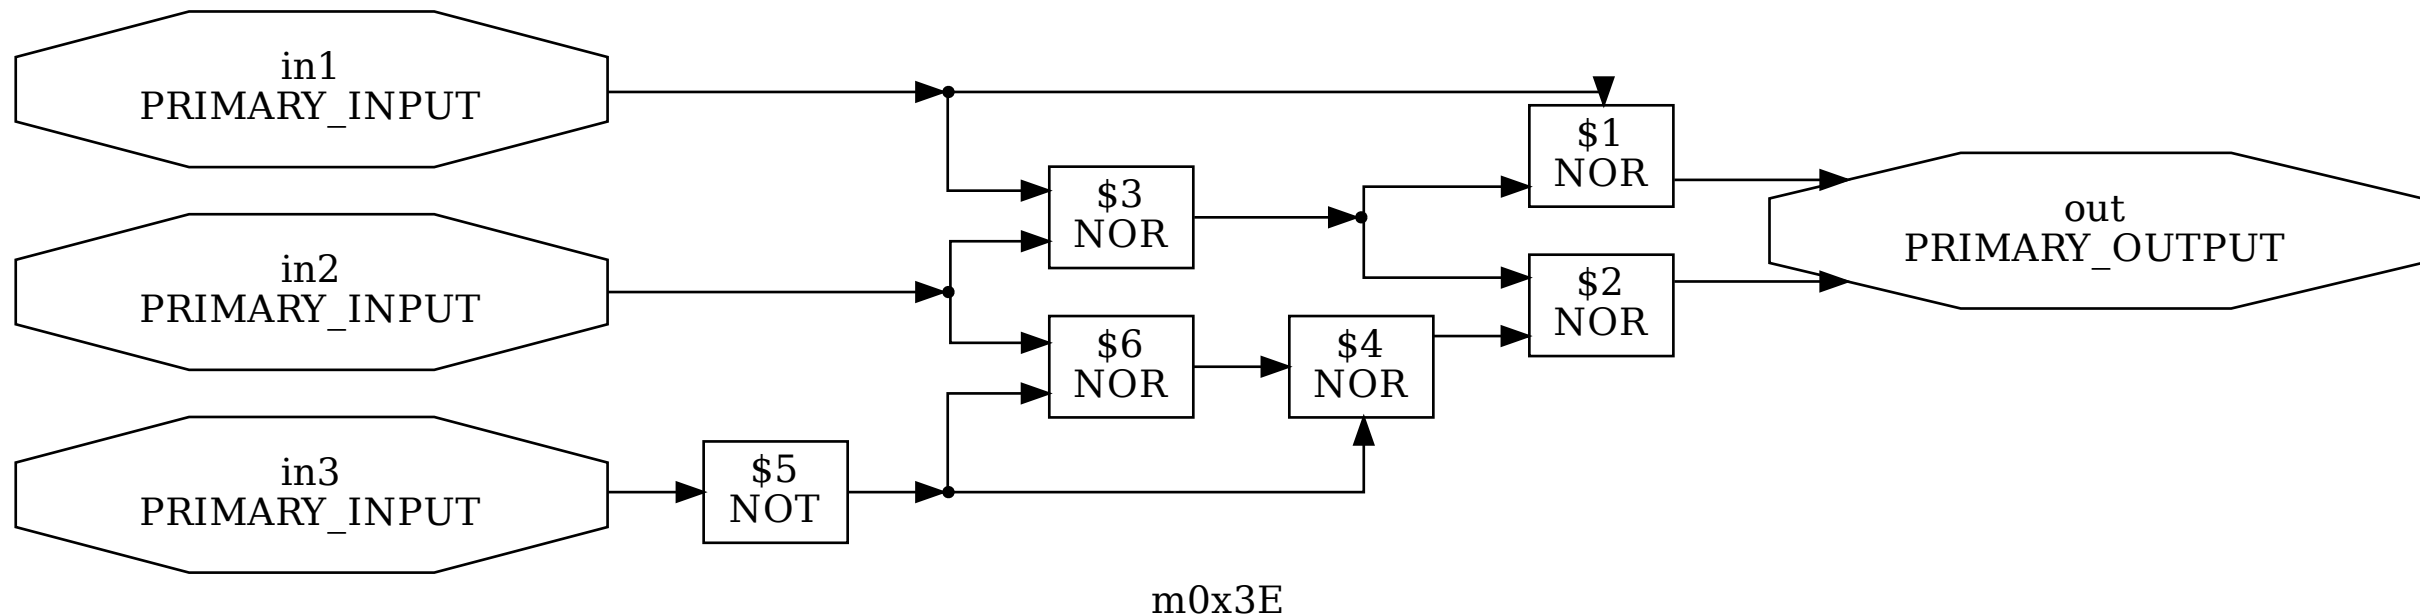 in1
PRIMARY_INPUT
$1
NOR
$3
NOR
out
PRIMARY_OUTPUT
in2
PRIMARY_INPUT
$2
NOR
$6
NOR
$4
NOR
in3
PRIMARY_INPUT
$5
NOT
m0x3E